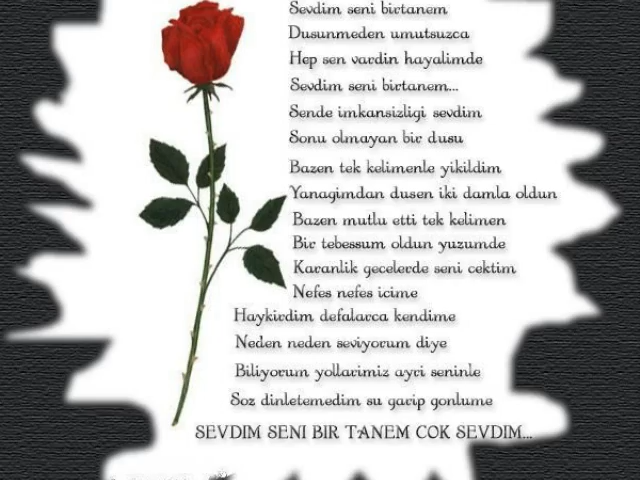 Sevdim seni birtanem
Dusunmeden umutsuzca
Hep sen vardin hayalimde
Sevdim seni birtanem...
Sende imkansizligi sevdim
Sonu olmayan bir dusu
Bazen tek kelimenle yikildim
Yanagimdan dusen iki damla oldun
Bazen mutlu etti tek kelimen
Bir tebessum oldun yuzumde
Karanlik gecelerde seni cektim
Nefes nefes icime
Haykirdim defalarca kendime
Neden neden seviyorum diye
Biliyorum yollarimiz ayri seninle
Soz dinletemedim su garip gonlume
SEVDIM SENI BIR TANEM COK SEVDIM...